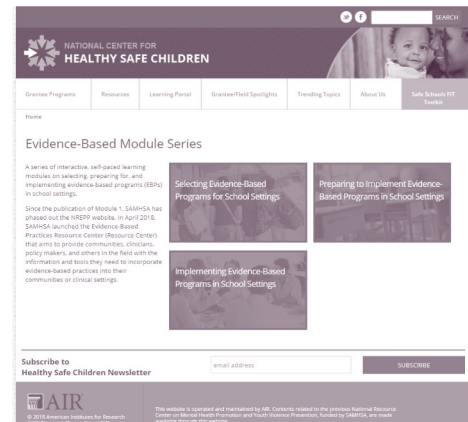 SEARCH
NATIONAL CENTER FOR
HEALTHY SAFE CHILDREN
Grantee Programs
Resources
Learning Portal
Grantee/Field Spotlights
Trending Topics
About Us
Safe Schools FIT
Toolkit
Home
Evidence-Based Module Series
A series of interactive, self-paced learning
modules on selecting, preparing for, and
implementing evidence-based programs (EBPs)
in school settings.
Since the publication of Module 1, SAMHSA has
phased out the NREPP website. In April 2018,
SAMHSA launched the Evidence-Based
Practices Resource Center (Resource Center)
that aims to provide communities, clinicians,
policy makers, and others in the field with the
information and tools they need to incorporate
evidence-based practices into their
communities or clinical settings.
Selecting Evidence-Based
Programs for School Settings
Preparing to Implement Evidence-
Based Programs in School Settings
Implementing Evidence-Based
Programs in School Settings
Subscribe to
Healthy Safe Children Newsletter
email address
SUBSCRIBE
AIR
© 2018 American Institutes for Research
This website is operated and maintained by AIR. Contents related to the previous National Resource
Center on Mental Health Promotion and Youth Violence Prevention, funded by SAMHSA, are made
available through this website.